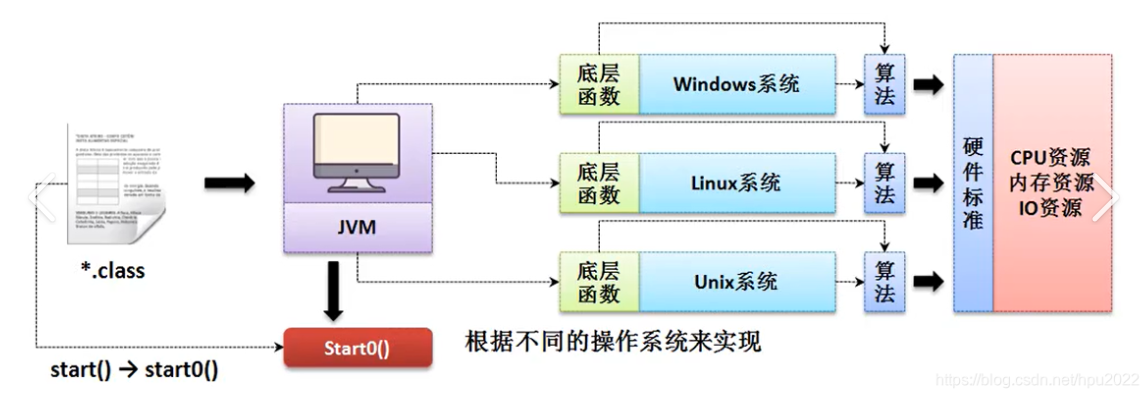 *.class
start() → start0()
JVM
Start0()
底层
函数
Windows系统
算
法
底层
函数
Linux系统
算
法
底层
函数
Unix系统
算
法
根据不同的操作系统来实现
硬
件
标
准
CPU资源
内存资源
IO资源
https://blog.csdn.net/hpu2022